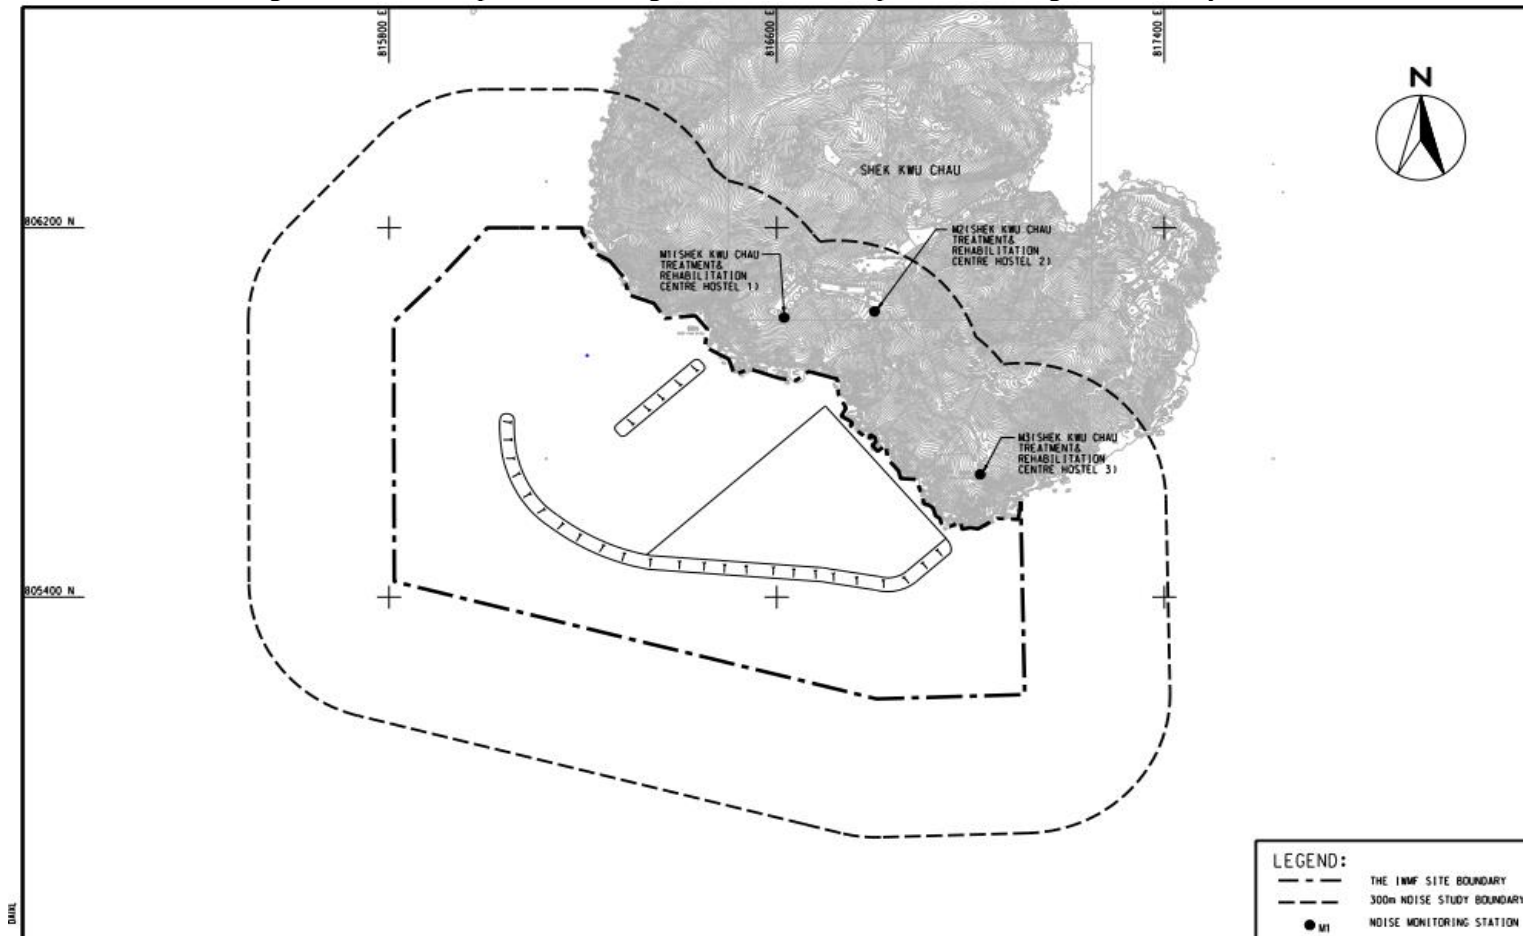 815800 E
816600 E
817400 E
N
SHEK KWU CHAU
806200 N
M1(SHEK KWU CHAU
TREATMENT&
REHABILITATION
CENTRE HOSTEL 1)
M2(SHEK KWU CHAU
TREATMENT&
REHABILITATION
CENTRE HOSTEL 2)
M3(SHEK KWU CHAU
TREATMENT&
REHABILITATION
CENTRE HOSTEL 3)
805400 N
LEGEND:
THE IWMF SITE BOUNDARY
300m NOISE STUDY BOUNDARY
M1 NOISE MONITORING STATION